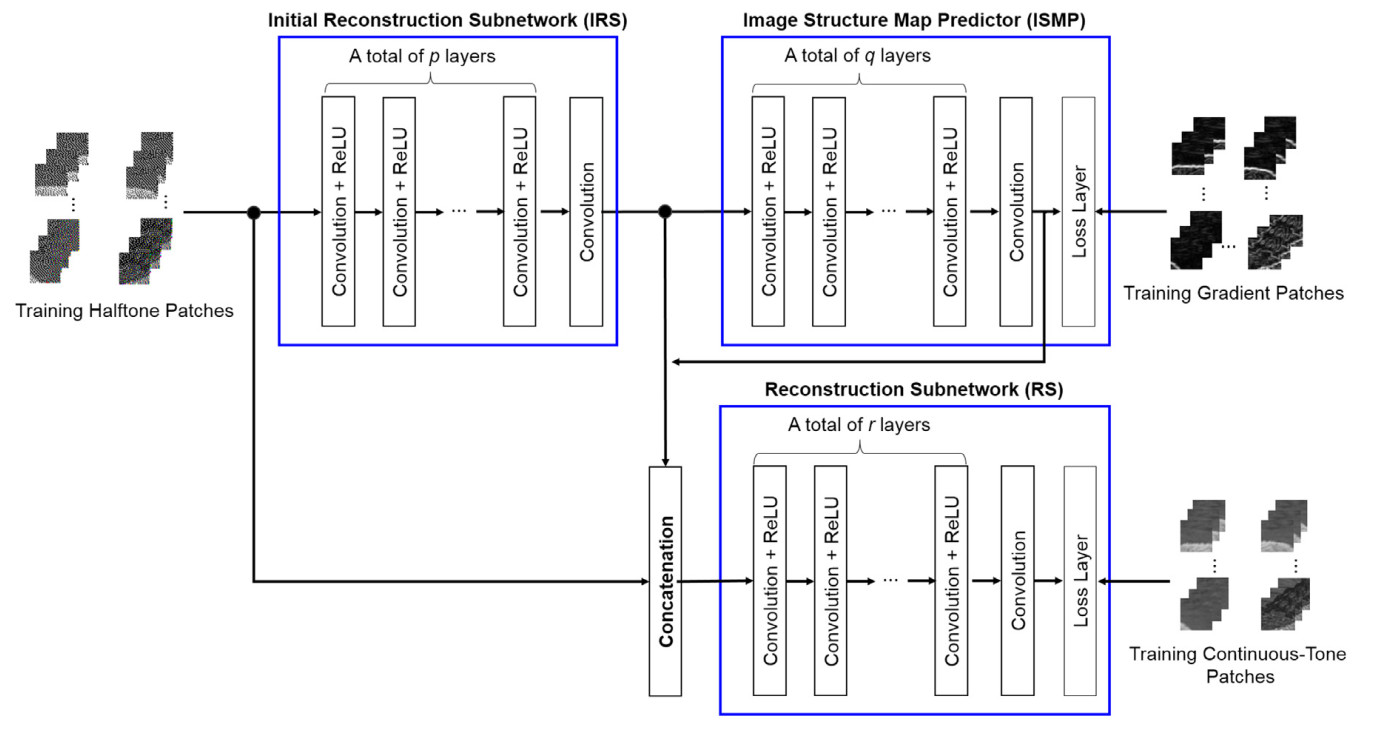 Initial Reconstruction Subnetwork (IRS)
A total of p layers
Convolution + ReLU
Convolution + ReLU
...
Convolution + ReLU
Convolution
Image Structure Map Predictor (ISMP)
A total of q layers
Convolution + ReLU
Convolution + ReLU
...
Convolution + ReLU
Convolution
Loss Layer
Training Halftone Patches
Training Gradient Patches
Reconstruction Subnetwork (RS)
A total of r layers
Concatenation
Convolution + ReLU
Convolution + ReLU
...
Convolution + ReLU
Convolution
Loss Layer
Training Continuous-Tone
Patches